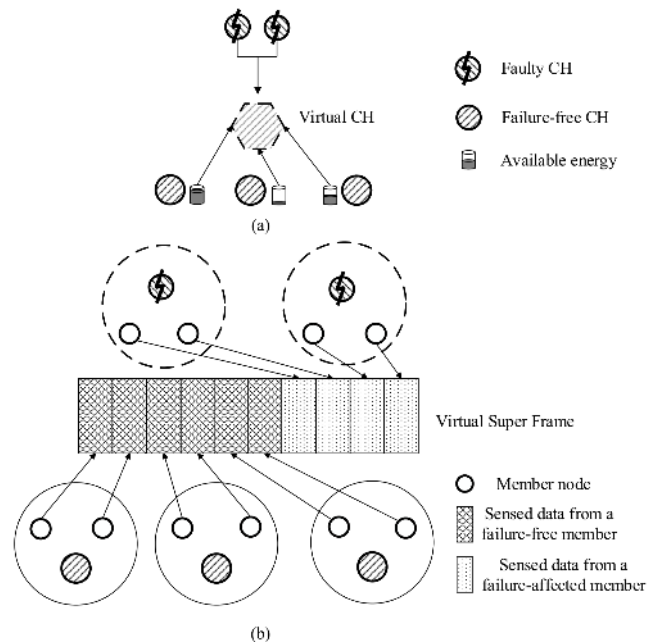 Faulty CH
Virtual CH
Failure-free CH
Available energy
(a)
Virtual Super Frame
Member node
Sensed data from a
failure-free member
Sensed data from a
failure-affected member
(b)